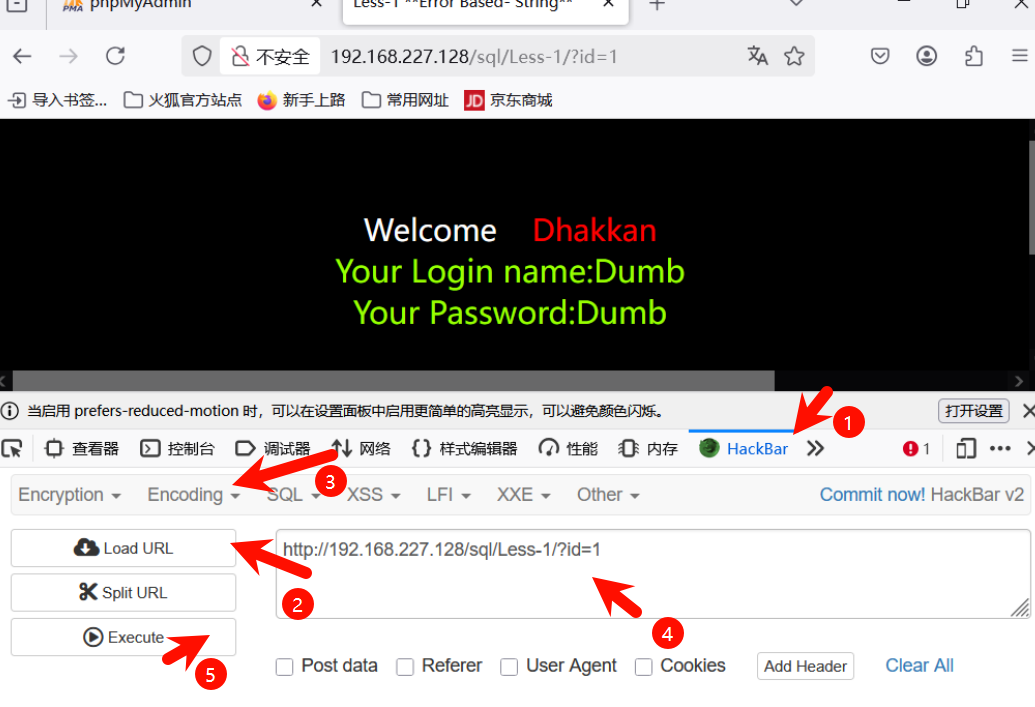 phpMyAdmin
Less-1 **Error Based- String**
不安全 192.168.227.128/sql/Less-1/?id=1
导入书签... 火狐官方站点 新手上路 常用网址 JD 京东商城
Welcome Dhakkan
Your Login name:Dumb
Your Password:Dumb
当启用 prefers-reduced-motion 时，可以在设置面板中启用更简单的高亮显示，可以避免颜色闪烁。 打开设置
1
查看器 控制台 调试器 网络 样式编辑器 性能 内存 HackBar 1
3
Encryption Encoding SQL XSS LFI XXE Other Commit now! HackBar v2
Load URL
http://192.168.227.128/sql/Less-1/?id=1
Split URL
2
Execute
4
5
Post data Referer User Agent Cookies Add Header Clear All